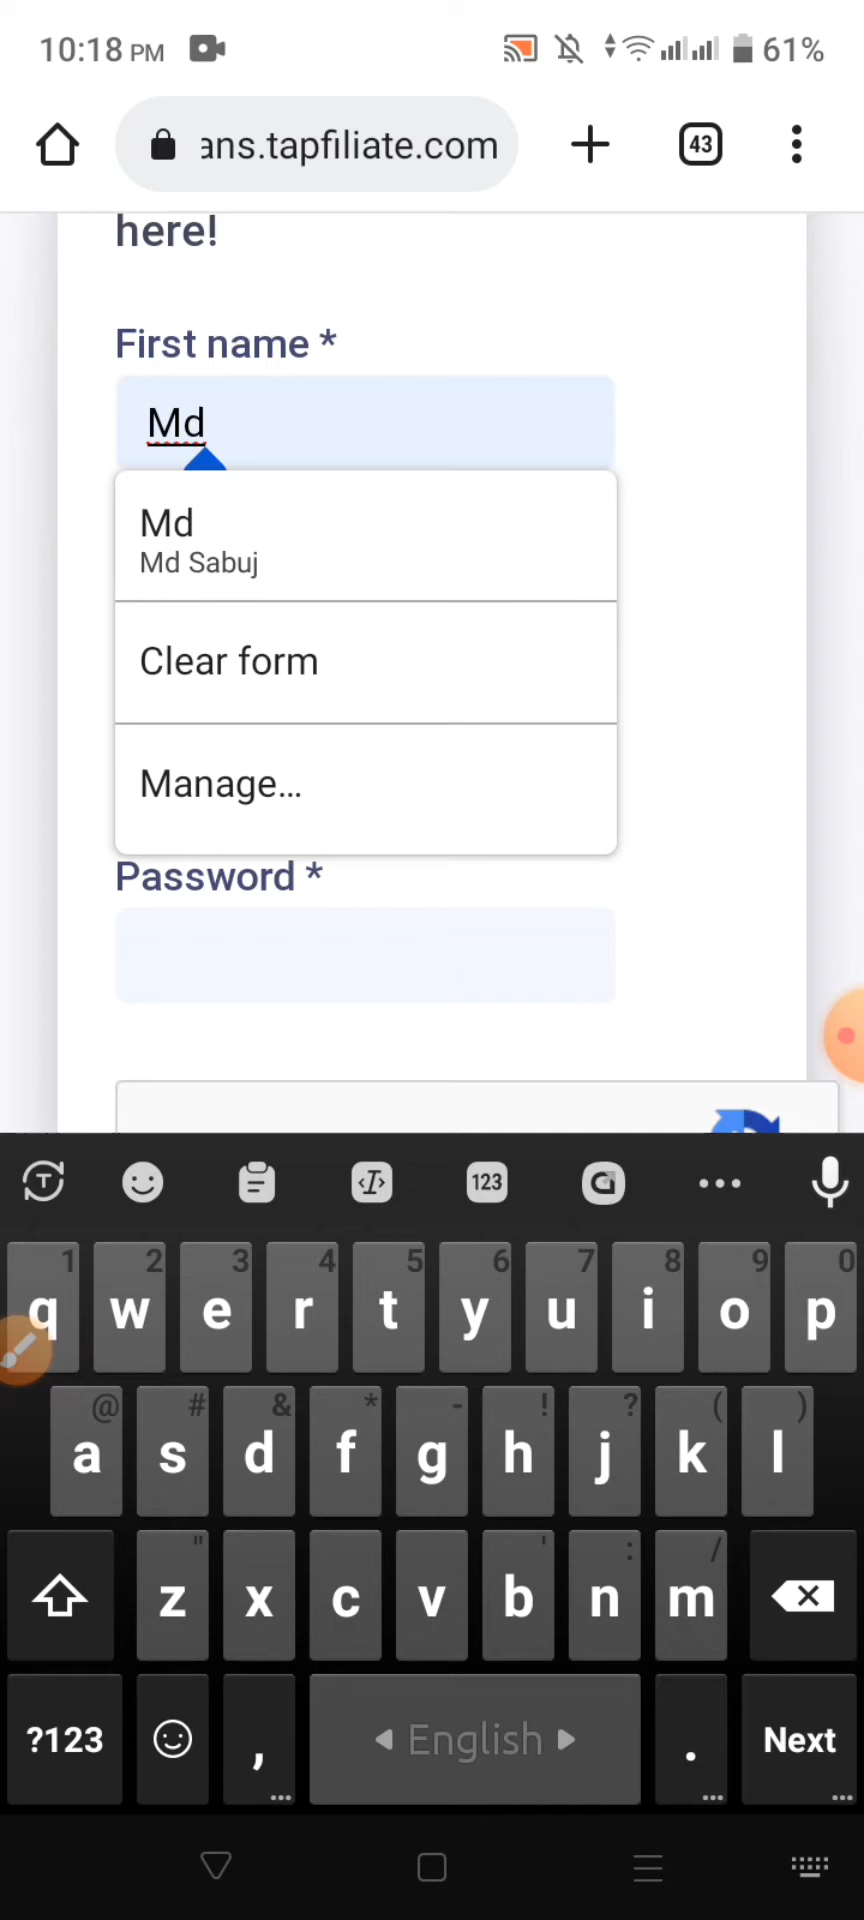 10:18 PM 61%
ans.tapfiliate.com 43
here!
First name *
Md
Md
Md Sabuj
Clear form
Manage...
Password *
T 123
1 2 3 4 5 6 7 8 9 0
q w e r t y u i o p
@ # & * - ! ? ( )
a s d f g h j k l
" ' : /
z x c v b n m
?123 , English . Next